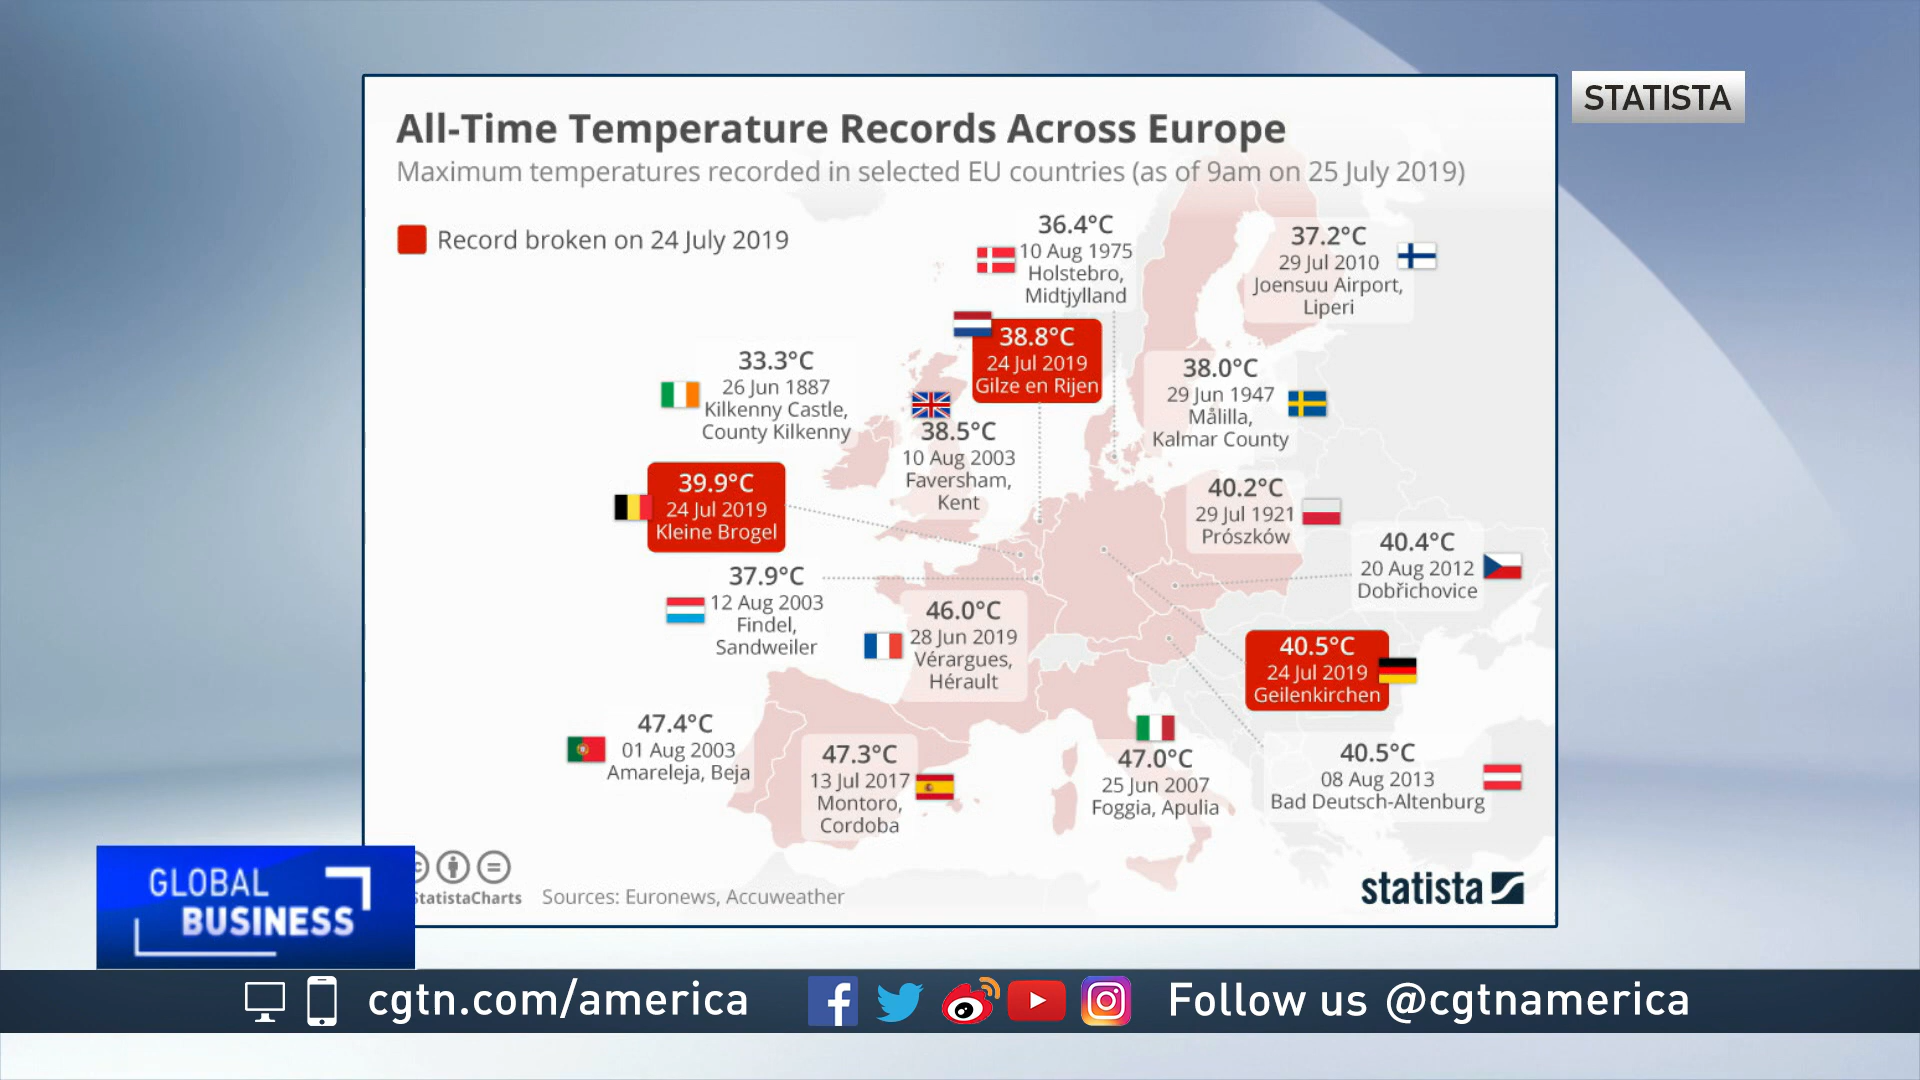 STATISTA
All-Time Temperature Records Across Europe
Maximum temperatures recorded in selected EU countries (as of 9am on 25 July 2019)
Record broken on 24 July 2019
36.4°C
10 Aug 1975
Holstebro,
Midtjylland
37.2°C
29 Jul 2010
Joensuu Airport,
Liperi
38.8°C
24 Jul 2019
Gilze en Rijen
33.3°C
26 Jun 1887
Kilkenny Castle,
County Kilkenny
38.5°C
10 Aug 2003
Faversham,
Kent
38.0°C
29 Jun 1947
Målilla,
Kalmar County
39.9°C
24 Jul 2019
Kleine Brogel
40.2°C
29 Jul 1921
Prószków
40.4°C
20 Aug 2012
Dobřichovice
37.9°C
12 Aug 2003
Findel,
Sandweiler
46.0°C
28 Jun 2019
Vérargues,
Hérault
40.5°C
24 Jul 2019
Geilenkirchen
47.4°C
01 Aug 2003
Amareleja, Beja
47.3°C
13 Jul 2017
Montoro,
Cordoba
47.0°C
25 Jun 2007
Foggia, Apulia
40.5°C
08 Aug 2013
Bad Deutsch-Altenburg
StatistaCharts
Sources: Euronews, Accuweather
statista
GLOBAL
BUSINESS
cgtn.com/america
Follow us @cgtnamerica